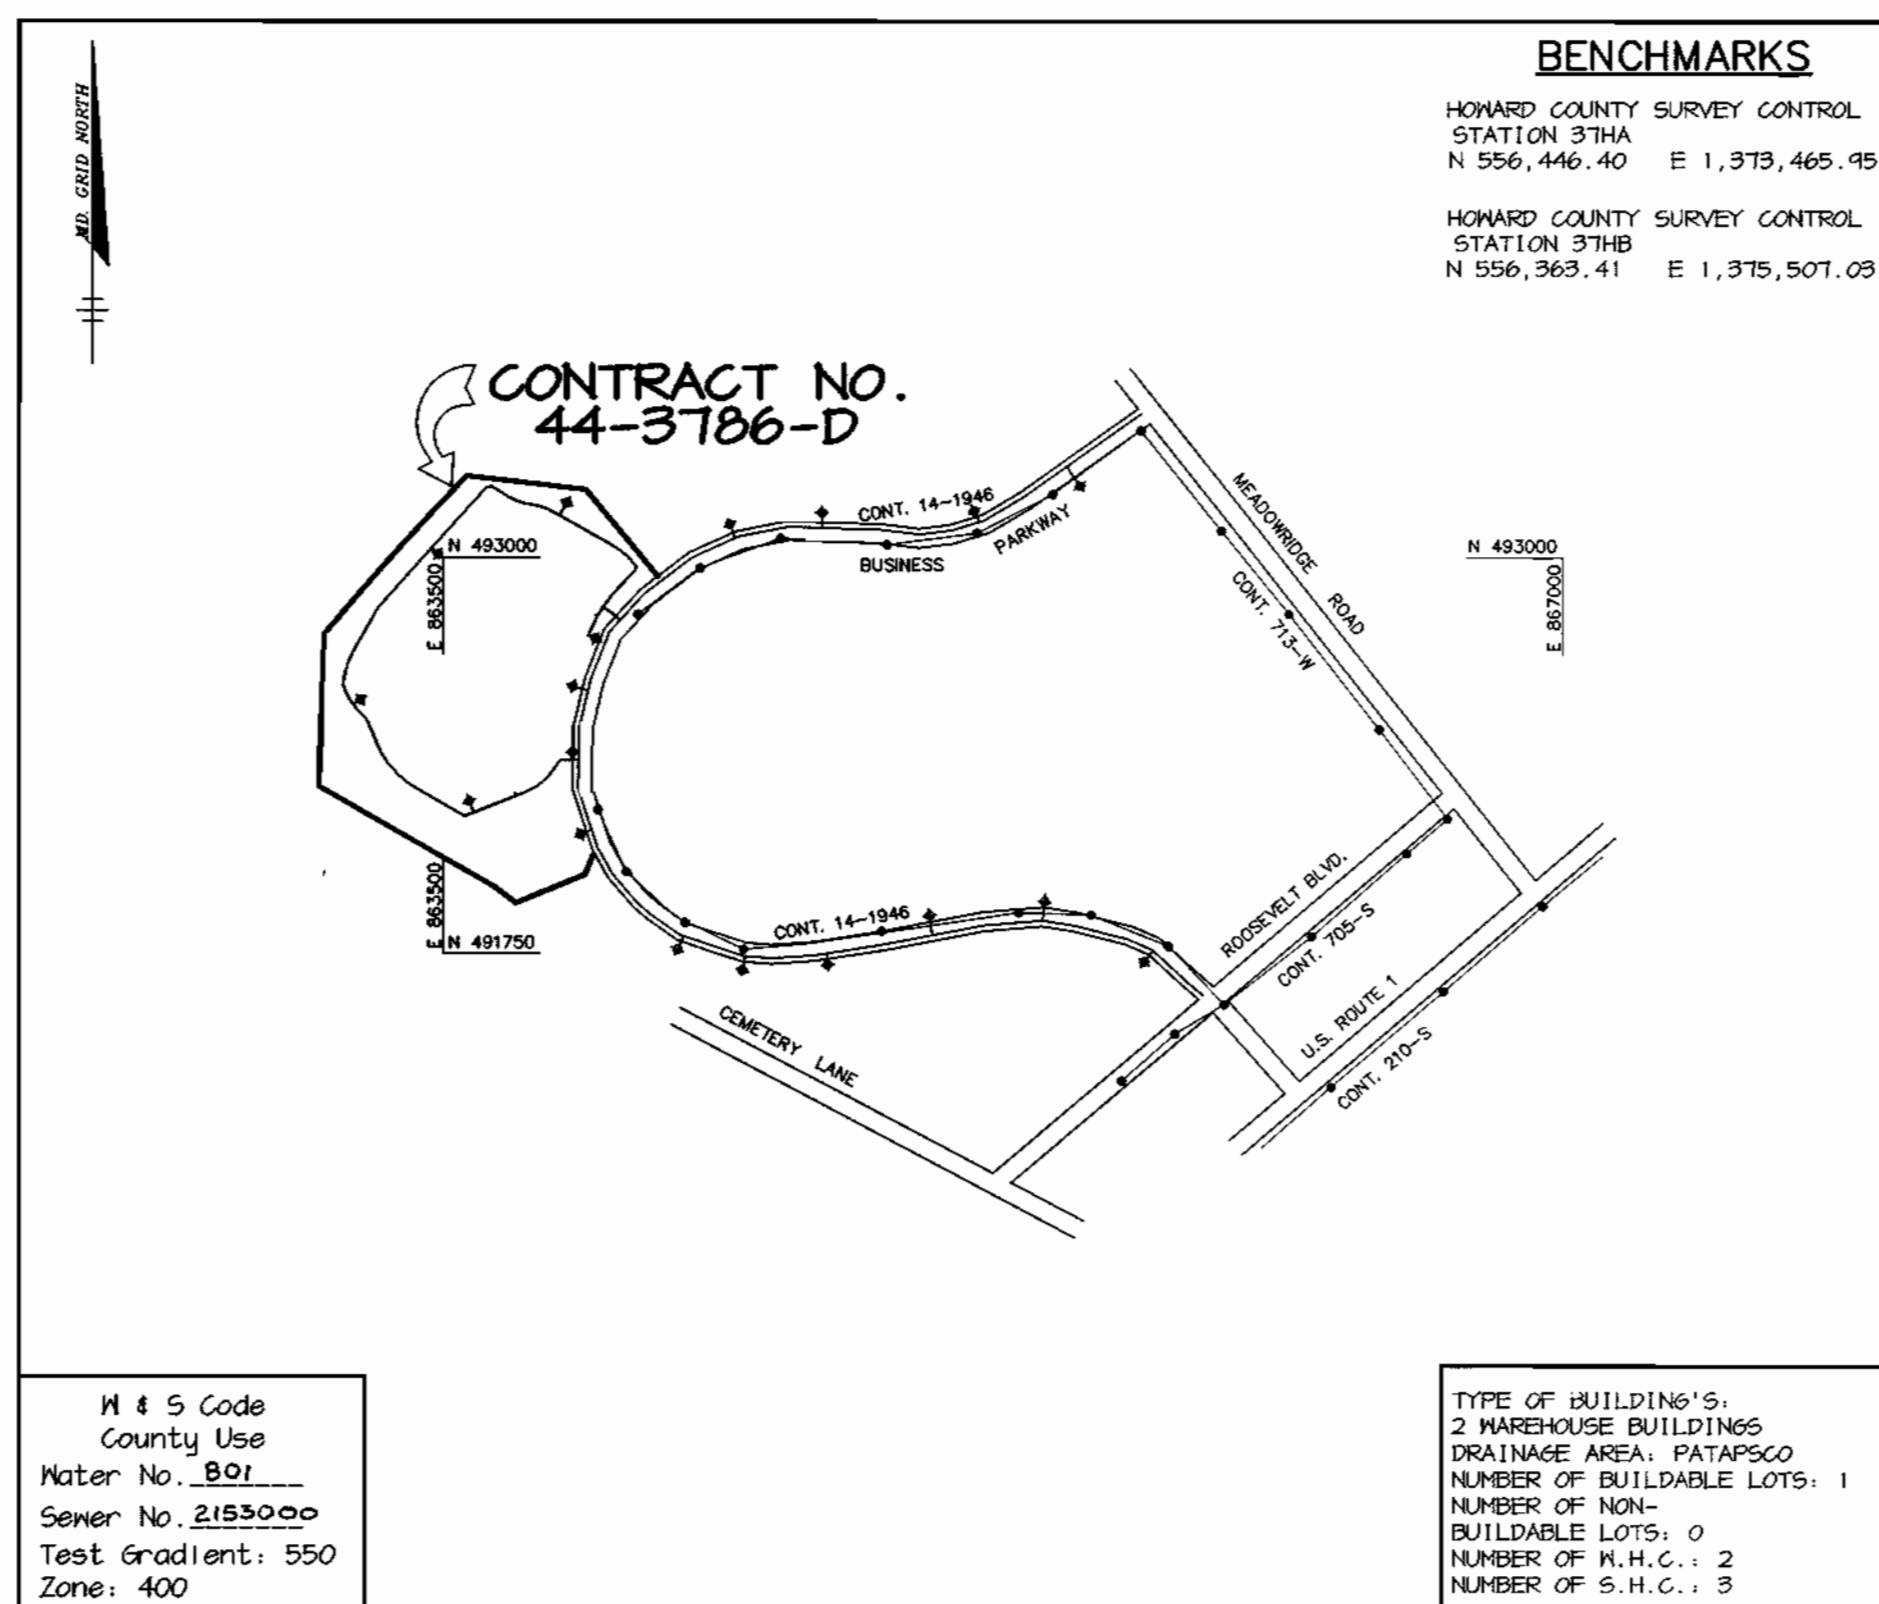 MD. GRID NORTH
BENCHMARKS
HOWARD COUNTY SURVEY CONTROL
STATION 37HA
N 556,446.40 E 1,373,465.95
HOWARD COUNTY SURVEY CONTROL
STATION 37HB
N 556,363.41 E 1,375,507.03
CONTRACT NO.
44-3786-D
CONT. 14-1946
BUSINESS
PARKWAY
MEADOWRIDGE ROAD
CONT. 713-W
N 493000
E 863500
N 493000
E 867000
E 863500
N 491750
CONT. 14-1946
ROOSEVELT BLVD.
CONT. 705-S
U.S. ROUTE 1
CONT. 210-S
CEMETERY LANE
W & S Code
County Use
Water No. B01
Sewer No. 2153000
Test Gradient: 550
Zone: 400
TYPE OF BUILDING'S:
2 WAREHOUSE BUILDINGS
DRAINAGE AREA: PATAPSCO
NUMBER OF BUILDABLE LOTS: 1
NUMBER OF NON-
BUILDABLE LOTS: 0
NUMBER OF W.H.C.: 2
NUMBER OF S.H.C.: 3